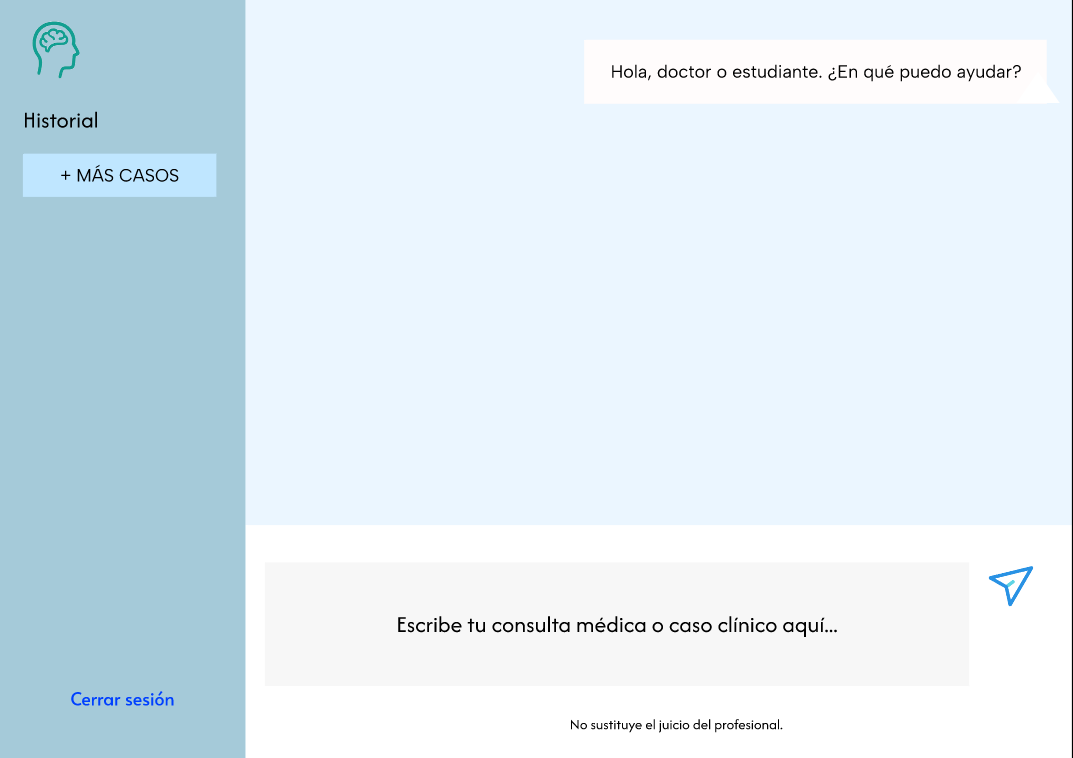 Historial
+ MÁS CASOS
Cerrar sesión
Hola, doctor o estudiante. ¿En qué puedo ayudar?
Escribe tu consulta médica o caso clínico aquí...
No sustituye el juicio del profesional.